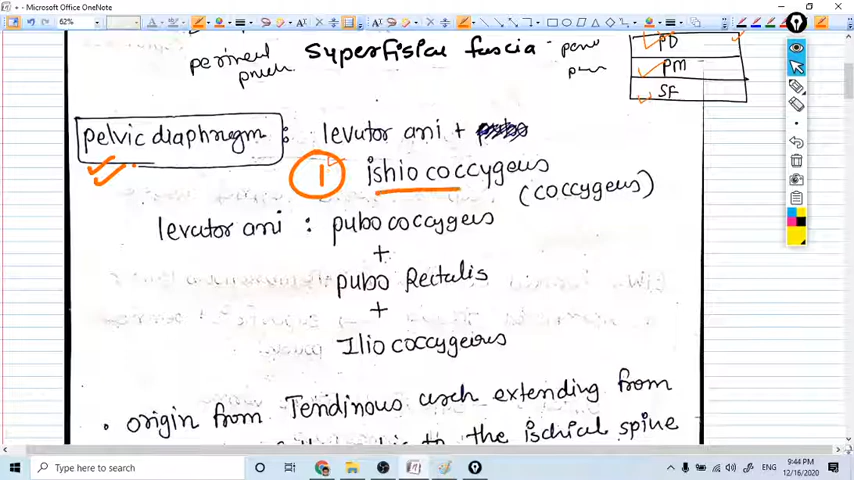 - Microsoft Office OneNote
62%
perineal
pouch
Superfisial fascia
PD
PM
SF
pelvic diaphragm : levator ani +
1 ishio coccygeus
(coccygeus)
levator ani : pubo coccygeus
+
pubo Rectalis
+
Ilio coccygeius
• origin from Tendinous arch extending from
to the ischial spine
Type here to search
ENG
9:44 PM
12/16/2020